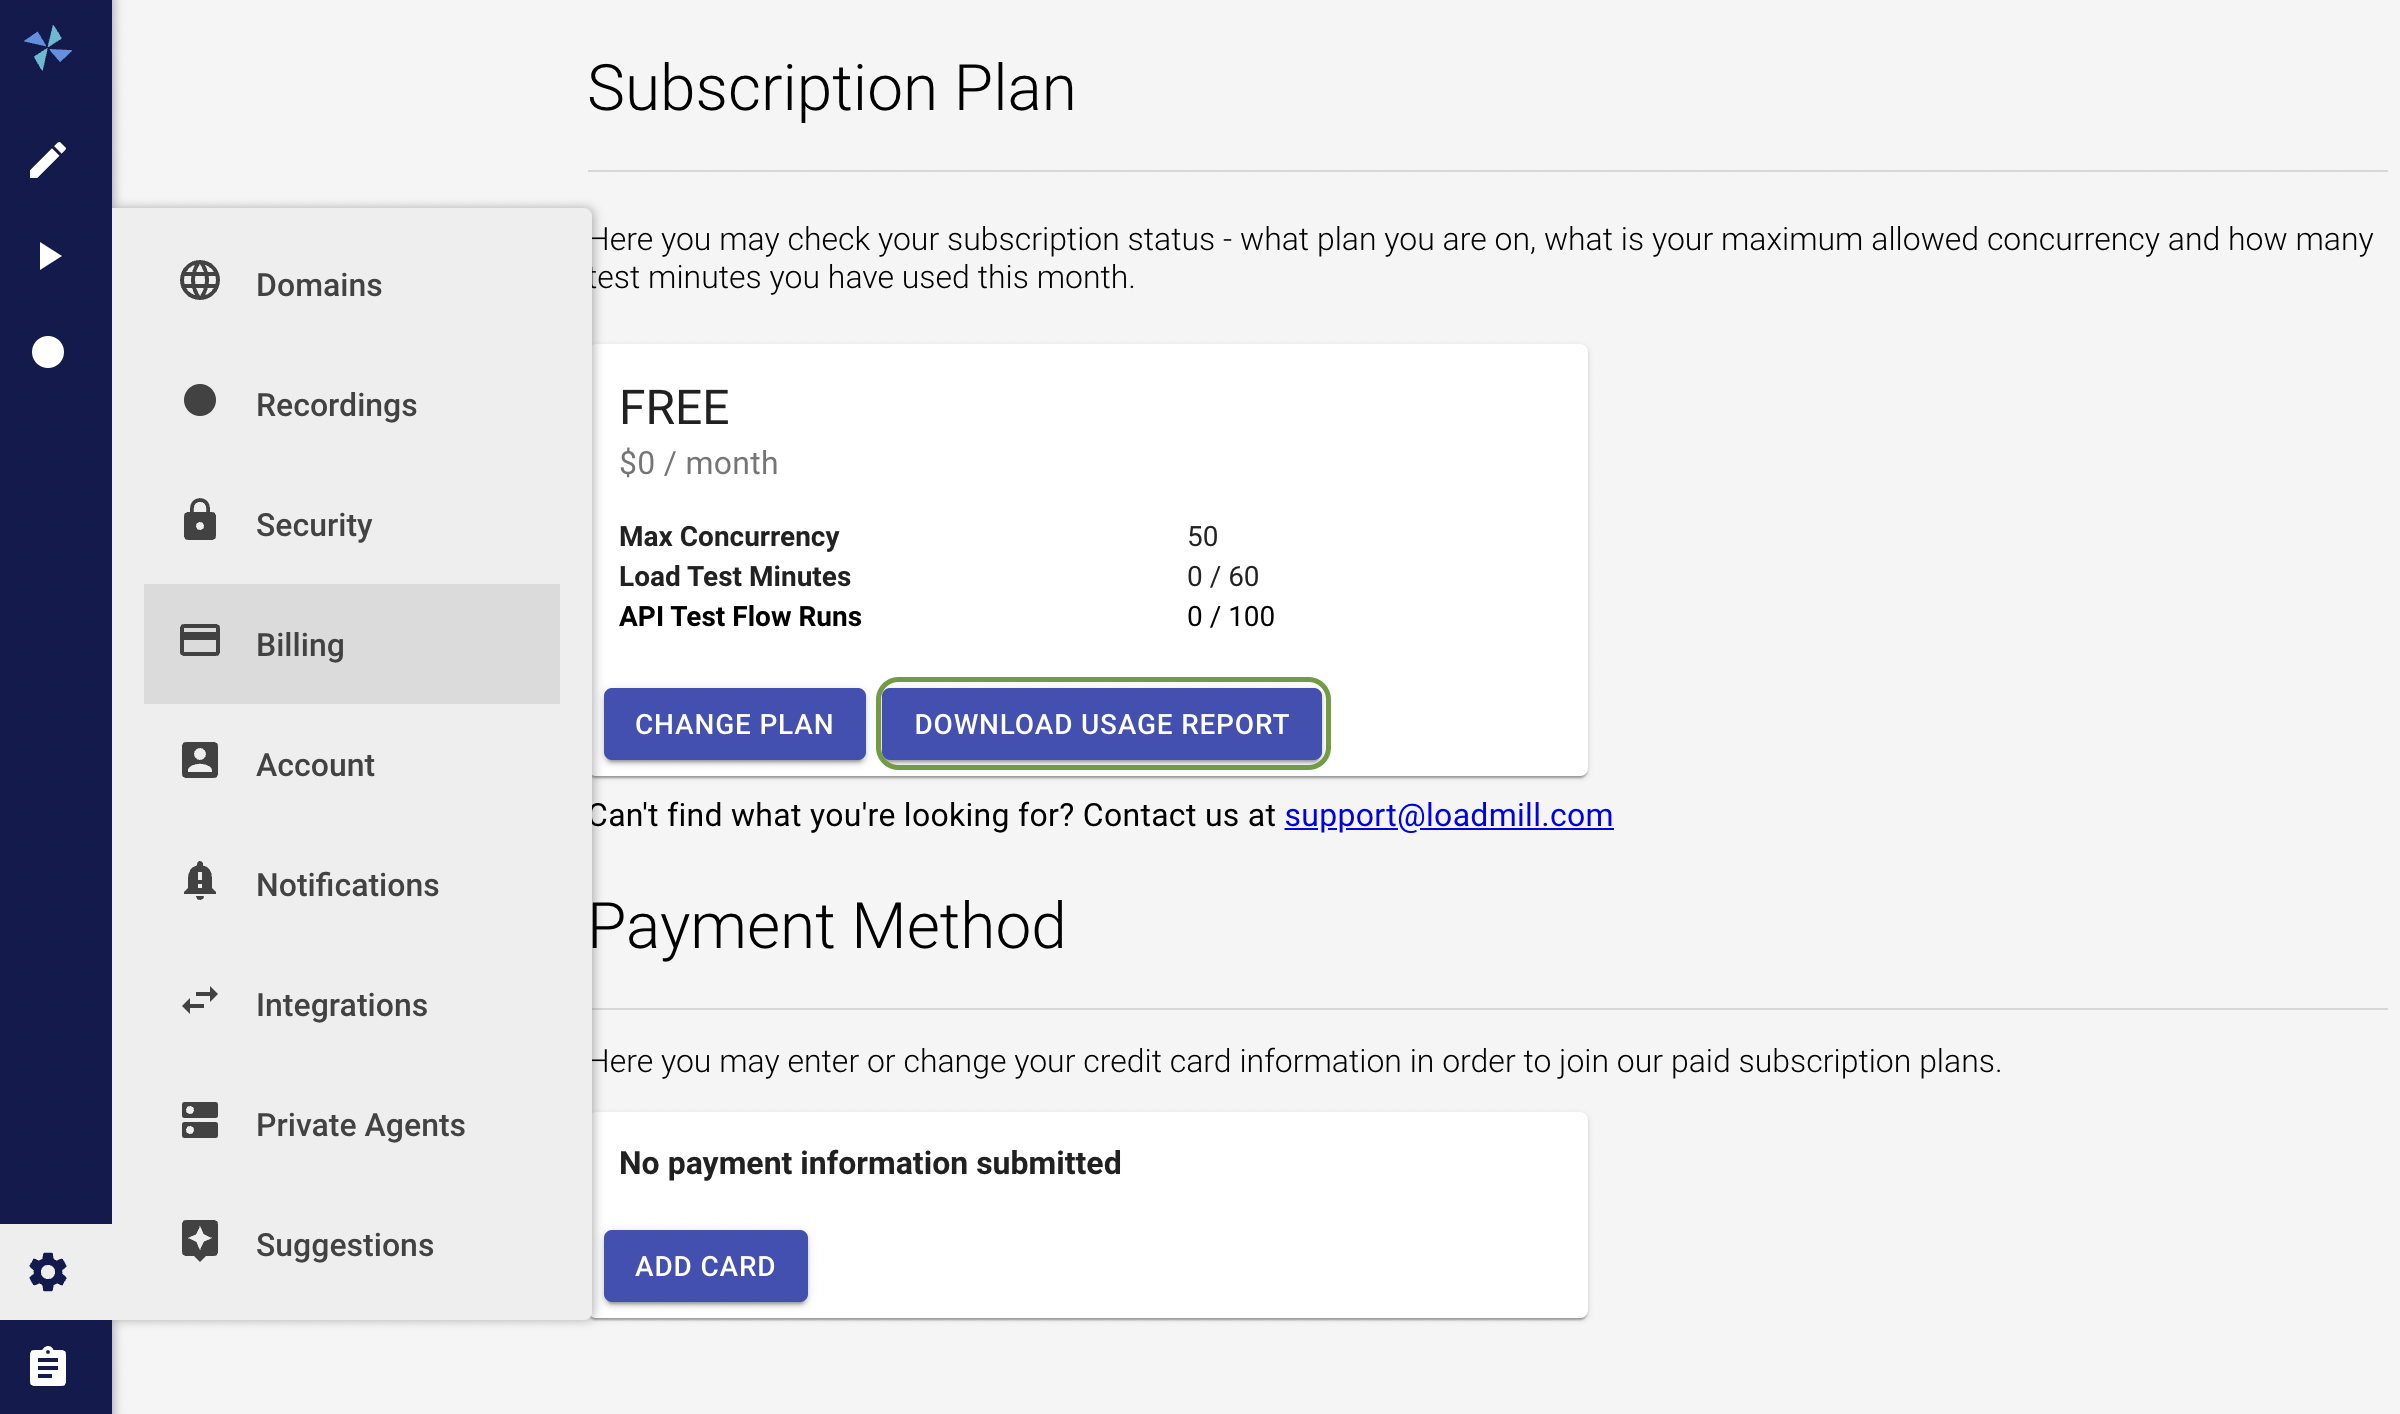 Subscription Plan
Here you may check your subscription status - what plan you are on, what is your maximum allowed concurrency and how many
test minutes you have used this month.
Domains
Recordings
Security
Billing
Account
Notifications
Integrations
Private Agents
Suggestions
FREE
$0 / month
Max Concurrency 50
Load Test Minutes 0 / 60
API Test Flow Runs 0 / 100
CHANGE PLAN DOWNLOAD USAGE REPORT
Can't find what you're looking for? Contact us at support@loadmill.com
Payment Method
Here you may enter or change your credit card information in order to join our paid subscription plans.
No payment information submitted
ADD CARD